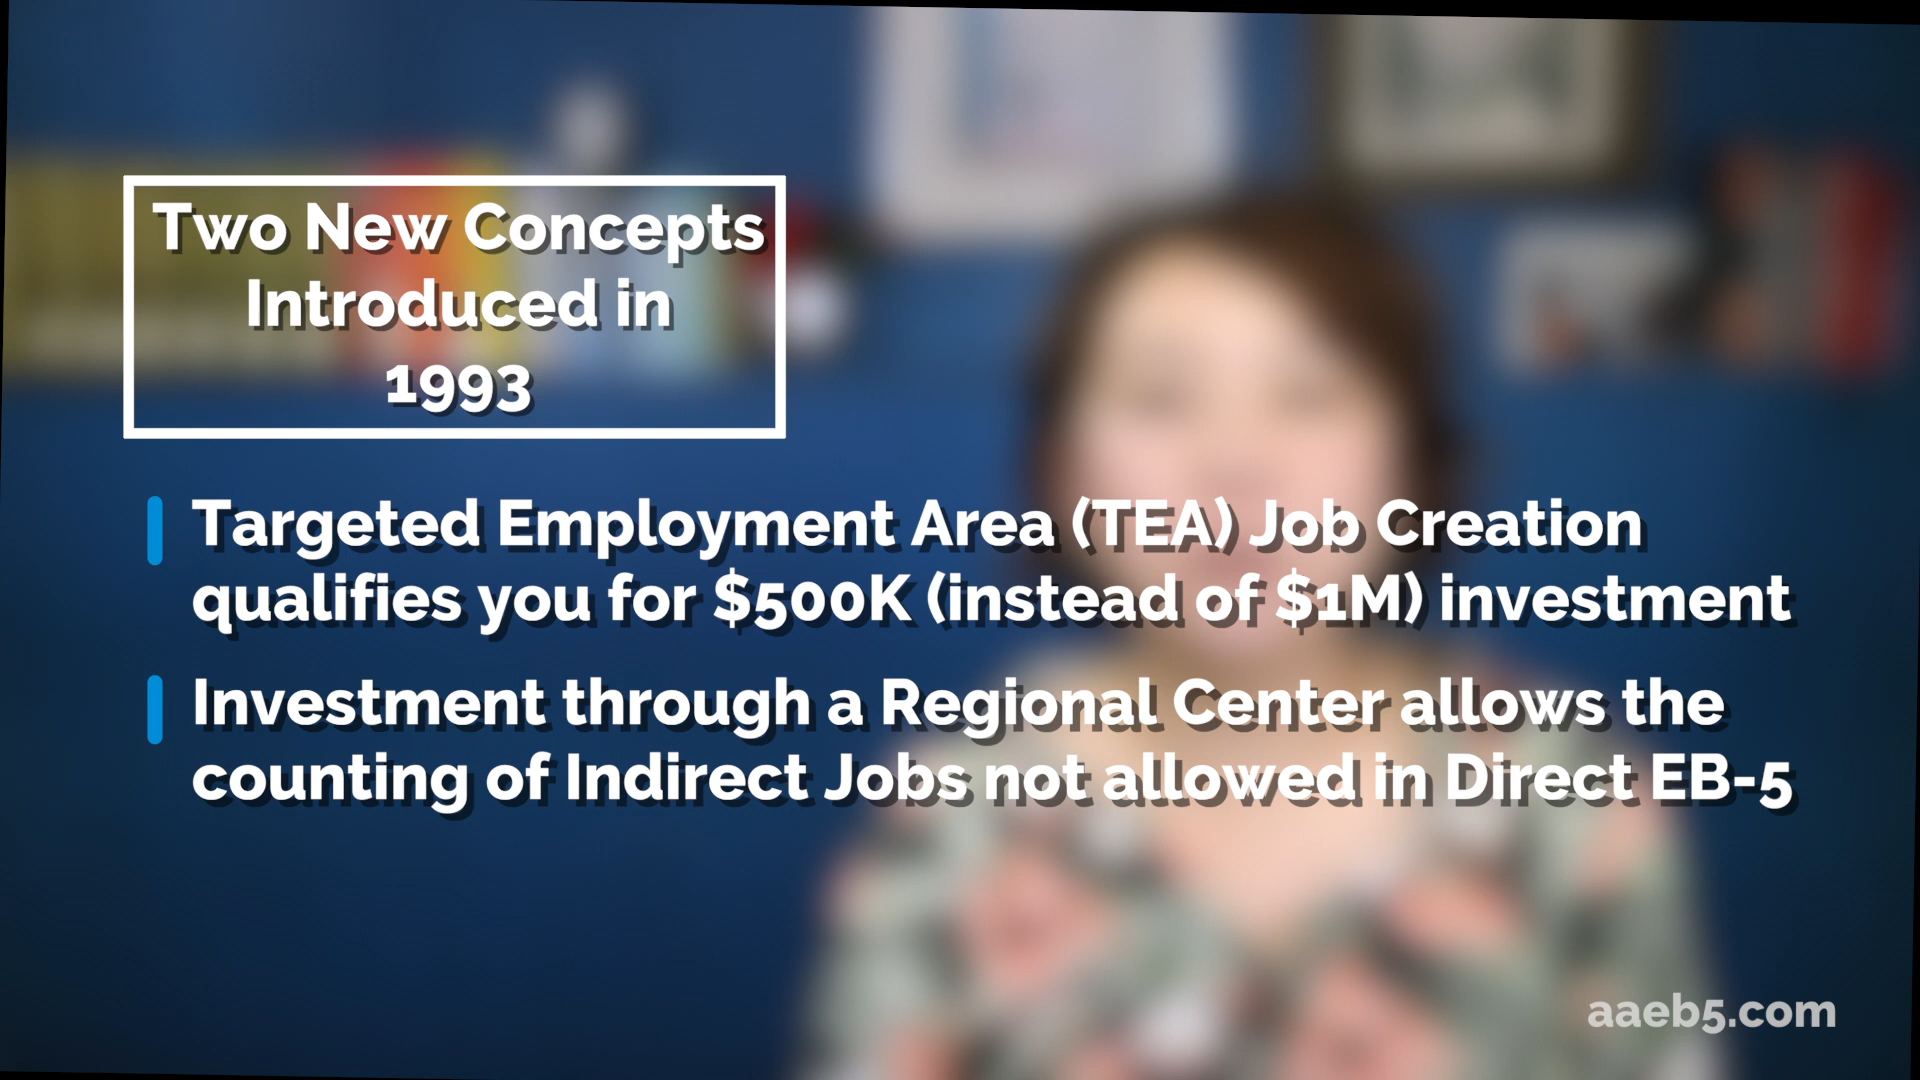 Two New Concepts
Introduced in
1993
Targeted Employment Area (TEA) Job Creation
qualifies you for $500K (instead of $1M) investment
Investment through a Regional Center allows the
counting of Indirect Jobs not allowed in Direct EB-5
aaeb5.com